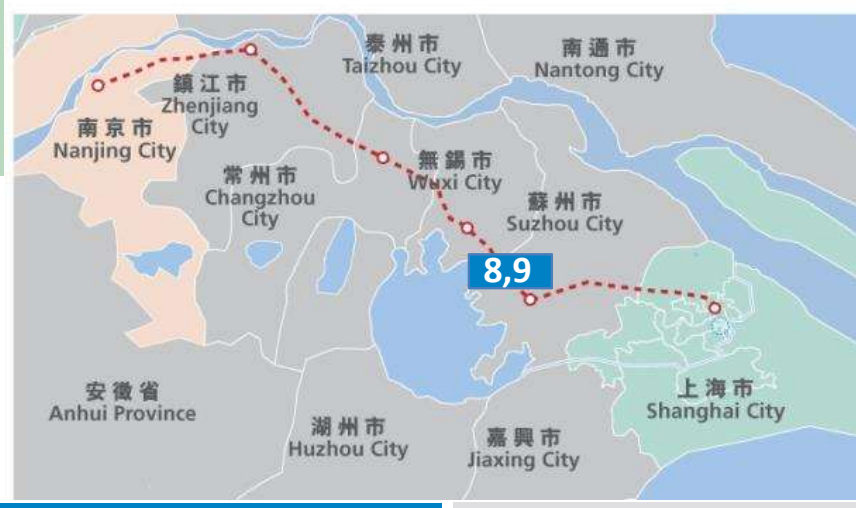 泰州市
Taizhou City
南通市
Nantong City
鎮江市
Zhenjiang
City
南京市
Nanjing City
常州市
Changzhou
City
無錫市
Wuxi City
蘇州市
Suzhou City
8,9
安徽省
Anhui Province
湖州市
Huzhou City
嘉興市
Jiaxing City
上海市
Shanghai City